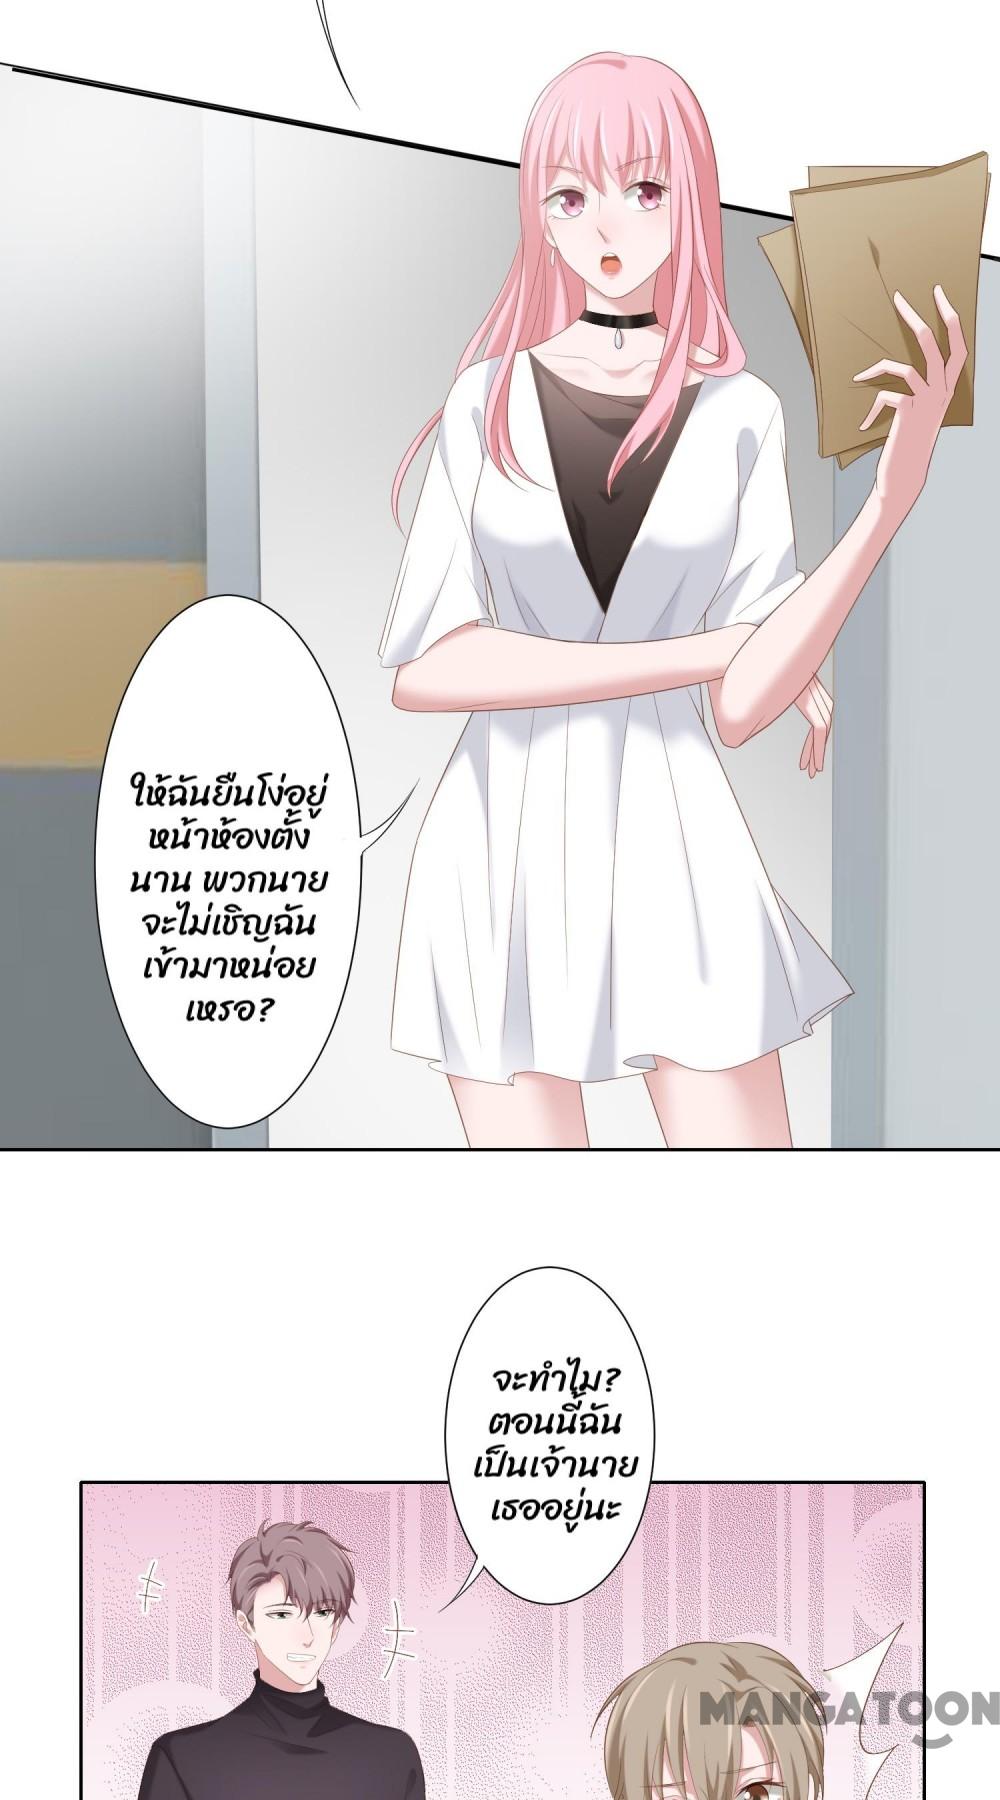 ให้ฉันยืนโง่อยู่
หน้าห้องตั้ง
นาน พวกนาย
จะไม่เชิญฉัน
เข้ามาหน่อย
เหรอ?
จะทำไม?
ตอนนี้ฉัน
เป็นเจ้านาย
เธออยู่นะ
MANGATOON